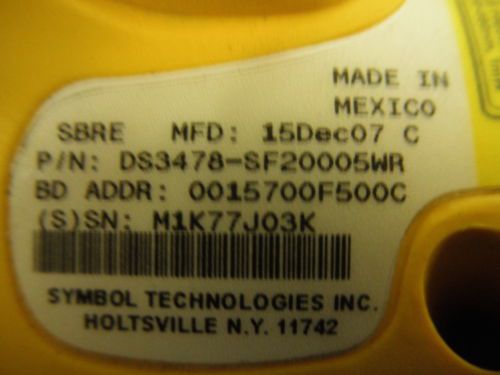 MADE IN
MEXICO
SBRE MFD: 15Dec07 C
P/N: DS3478-SF20005WR
BD ADDR: 0015700F500C
(S)SN: M1K77J03K
SYMBOL TECHNOLOGIES INC.
HOLTSVILLE N.Y. 11742